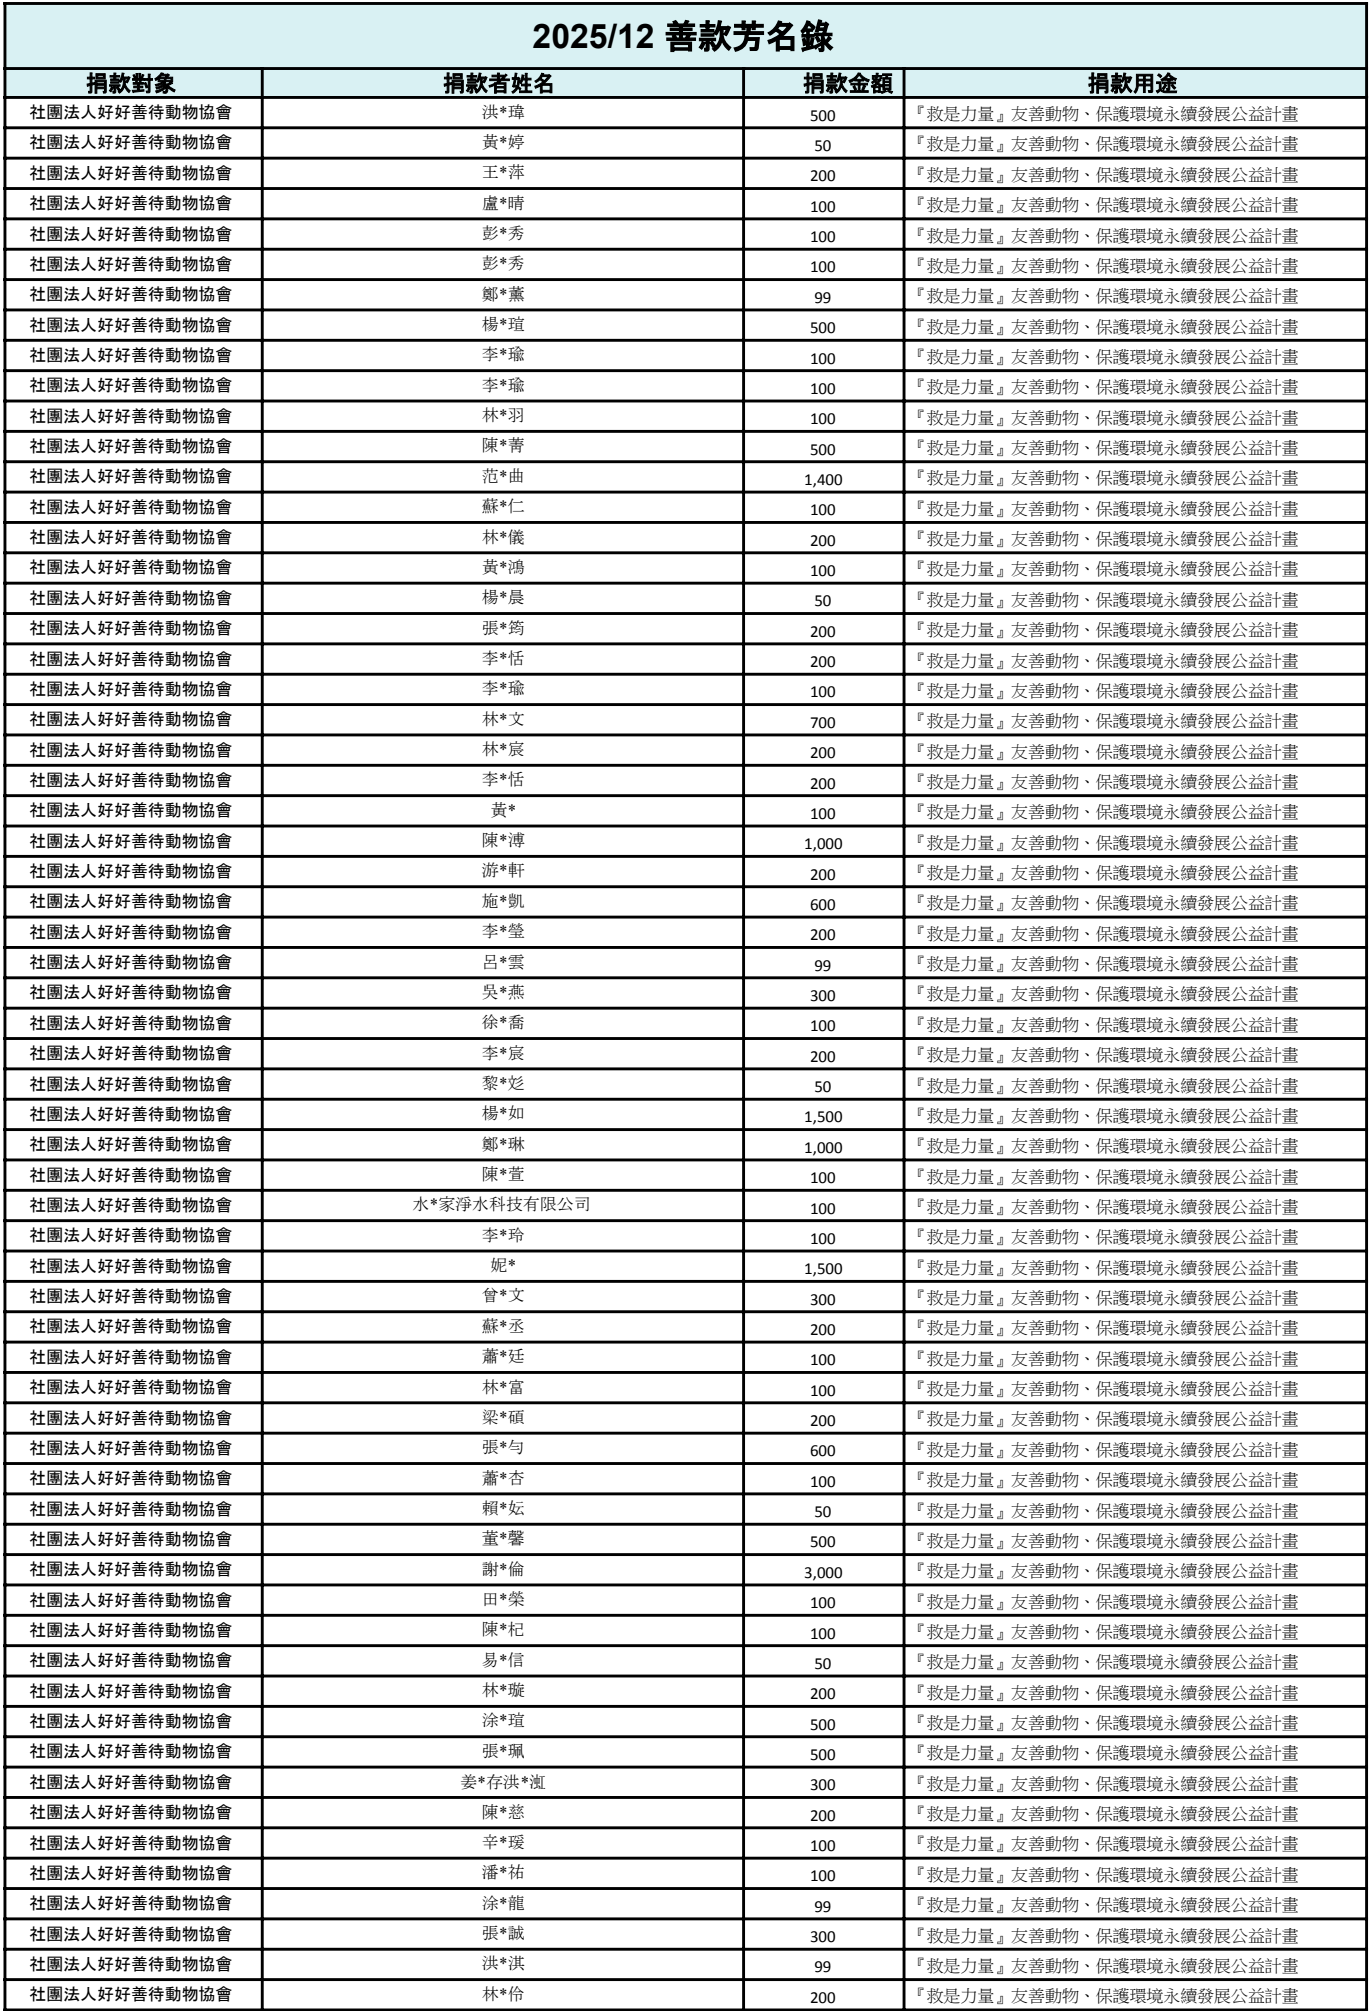 2025/12 善款芳名錄
捐款對象 捐款者姓名 捐款金額 捐款用途
社團法人好好善待動物協會 洪*瑋 500 『救是力量』友善動物、保護環境永續發展公益計畫
社團法人好好善待動物協會 黃*婷 50 『救是力量』友善動物、保護環境永續發展公益計畫
社團法人好好善待動物協會 王*萍 200 『救是力量』友善動物、保護環境永續發展公益計畫
社團法人好好善待動物協會 盧*晴 100 『救是力量』友善動物、保護環境永續發展公益計畫
社團法人好好善待動物協會 彭*秀 100 『救是力量』友善動物、保護環境永續發展公益計畫
社團法人好好善待動物協會 彭*秀 100 『救是力量』友善動物、保護環境永續發展公益計畫
社團法人好好善待動物協會 鄭*薰 99 『救是力量』友善動物、保護環境永續發展公益計畫
社團法人好好善待動物協會 楊*瑄 500 『救是力量』友善動物、保護環境永續發展公益計畫
社團法人好好善待動物協會 李*瑜 100 『救是力量』友善動物、保護環境永續發展公益計畫
社團法人好好善待動物協會 李*瑜 100 『救是力量』友善動物、保護環境永續發展公益計畫
社團法人好好善待動物協會 林*羽 100 『救是力量』友善動物、保護環境永續發展公益計畫
社團法人好好善待動物協會 陳*菁 500 『救是力量』友善動物、保護環境永續發展公益計畫
社團法人好好善待動物協會 范*曲 1,400 『救是力量』友善動物、保護環境永續發展公益計畫
社團法人好好善待動物協會 蘇*仁 100 『救是力量』友善動物、保護環境永續發展公益計畫
社團法人好好善待動物協會 林*儀 200 『救是力量』友善動物、保護環境永續發展公益計畫
社團法人好好善待動物協會 黃*鴻 100 『救是力量』友善動物、保護環境永續發展公益計畫
社團法人好好善待動物協會 楊*晨 50 『救是力量』友善動物、保護環境永續發展公益計畫
社團法人好好善待動物協會 張*筠 200 『救是力量』友善動物、保護環境永續發展公益計畫
社團法人好好善待動物協會 李*恬 200 『救是力量』友善動物、保護環境永續發展公益計畫
社團法人好好善待動物協會 李*瑜 100 『救是力量』友善動物、保護環境永續發展公益計畫
社團法人好好善待動物協會 林*文 700 『救是力量』友善動物、保護環境永續發展公益計畫
社團法人好好善待動物協會 林*宸 200 『救是力量』友善動物、保護環境永續發展公益計畫
社團法人好好善待動物協會 李*恬 200 『救是力量』友善動物、保護環境永續發展公益計畫
社團法人好好善待動物協會 黃* 100 『救是力量』友善動物、保護環境永續發展公益計畫
社團法人好好善待動物協會 陳*溥 1,000 『救是力量』友善動物、保護環境永續發展公益計畫
社團法人好好善待動物協會 游*軒 200 『救是力量』友善動物、保護環境永續發展公益計畫
社團法人好好善待動物協會 施*凱 600 『救是力量』友善動物、保護環境永續發展公益計畫
社團法人好好善待動物協會 李*瑩 200 『救是力量』友善動物、保護環境永續發展公益計畫
社團法人好好善待動物協會 呂*雲 99 『救是力量』友善動物、保護環境永續發展公益計畫
社團法人好好善待動物協會 吳*燕 300 『救是力量』友善動物、保護環境永續發展公益計畫
社團法人好好善待動物協會 徐*喬 100 『救是力量』友善動物、保護環境永續發展公益計畫
社團法人好好善待動物協會 李*宸 200 『救是力量』友善動物、保護環境永續發展公益計畫
社團法人好好善待動物協會 黎*彣 50 『救是力量』友善動物、保護環境永續發展公益計畫
社團法人好好善待動物協會 楊*如 1,500 『救是力量』友善動物、保護環境永續發展公益計畫
社團法人好好善待動物協會 鄭*琳 1,000 『救是力量』友善動物、保護環境永續發展公益計畫
社團法人好好善待動物協會 陳*萱 100 『救是力量』友善動物、保護環境永續發展公益計畫
社團法人好好善待動物協會 水*家淨水科技有限公司 100 『救是力量』友善動物、保護環境永續發展公益計畫
社團法人好好善待動物協會 李*玲 100 『救是力量』友善動物、保護環境永續發展公益計畫
社團法人好好善待動物協會 妮* 1,500 『救是力量』友善動物、保護環境永續發展公益計畫
社團法人好好善待動物協會 曾*文 300 『救是力量』友善動物、保護環境永續發展公益計畫
社團法人好好善待動物協會 蘇*丞 200 『救是力量』友善動物、保護環境永續發展公益計畫
社團法人好好善待動物協會 蕭*廷 100 『救是力量』友善動物、保護環境永續發展公益計畫
社團法人好好善待動物協會 林*富 100 『救是力量』友善動物、保護環境永續發展公益計畫
社團法人好好善待動物協會 梁*碩 200 『救是力量』友善動物、保護環境永續發展公益計畫
社團法人好好善待動物協會 張*勻 600 『救是力量』友善動物、保護環境永續發展公益計畫
社團法人好好善待動物協會 蕭*杏 100 『救是力量』友善動物、保護環境永續發展公益計畫
社團法人好好善待動物協會 賴*妘 50 『救是力量』友善動物、保護環境永續發展公益計畫
社團法人好好善待動物協會 董*馨 500 『救是力量』友善動物、保護環境永續發展公益計畫
社團法人好好善待動物協會 謝*倫 3,000 『救是力量』友善動物、保護環境永續發展公益計畫
社團法人好好善待動物協會 田*榮 100 『救是力量』友善動物、保護環境永續發展公益計畫
社團法人好好善待動物協會 陳*杞 100 『救是力量』友善動物、保護環境永續發展公益計畫
社團法人好好善待動物協會 易*信 50 『救是力量』友善動物、保護環境永續發展公益計畫
社團法人好好善待動物協會 林*璇 200 『救是力量』友善動物、保護環境永續發展公益計畫
社團法人好好善待動物協會 涂*瑄 500 『救是力量』友善動物、保護環境永續發展公益計畫
社團法人好好善待動物協會 張*珮 500 『救是力量』友善動物、保護環境永續發展公益計畫
社團法人好好善待動物協會 姜*存洪*洍 300 『救是力量』友善動物、保護環境永續發展公益計畫
社團法人好好善待動物協會 陳*慈 200 『救是力量』友善動物、保護環境永續發展公益計畫
社團法人好好善待動物協會 辛*瑗 100 『救是力量』友善動物、保護環境永續發展公益計畫
社團法人好好善待動物協會 潘*祐 100 『救是力量』友善動物、保護環境永續發展公益計畫
社團法人好好善待動物協會 涂*龍 99 『救是力量』友善動物、保護環境永續發展公益計畫
社團法人好好善待動物協會 張*誠 300 『救是力量』友善動物、保護環境永續發展公益計畫
社團法人好好善待動物協會 洪*淇 99 『救是力量』友善動物、保護環境永續發展公益計畫
社團法人好好善待動物協會 林*伶 200 『救是力量』友善動物、保護環境永續發展公益計畫